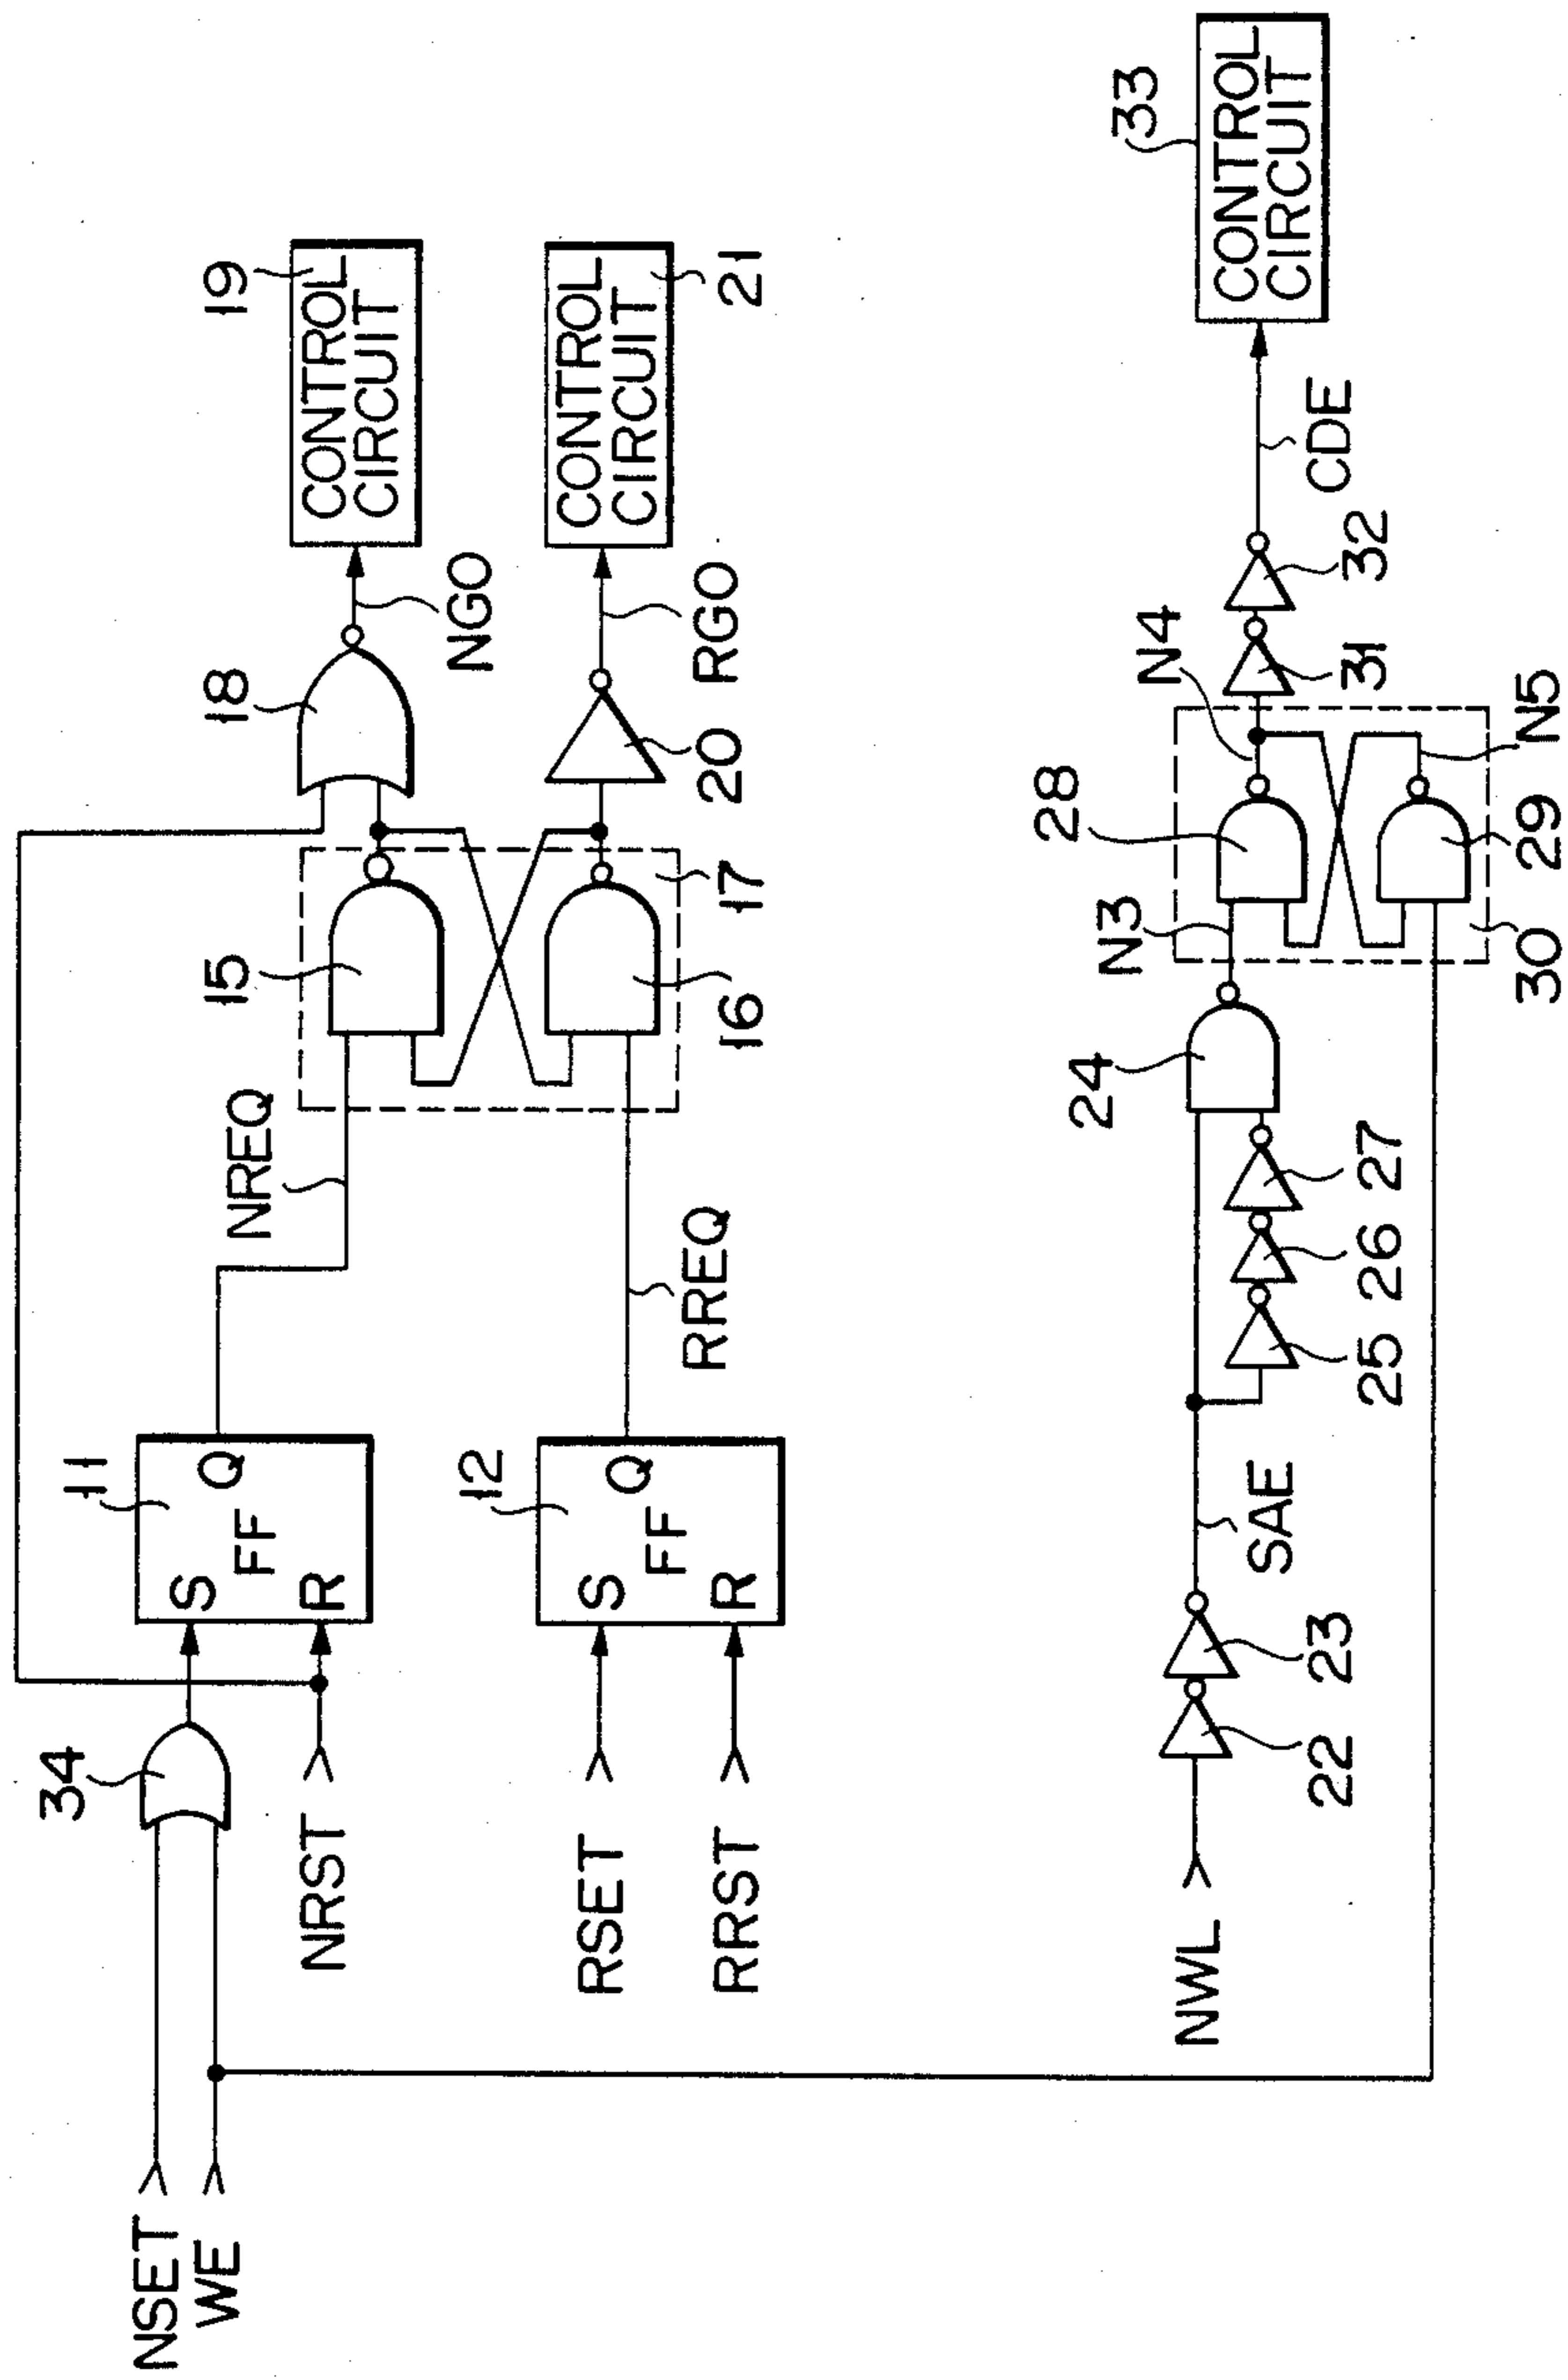 34
NSET
WE
NRST
11
S
Q
FF
R
NREQ
15
18
19
CONTROL
CIRCUIT
NGO
RSET
RRST
12
S
Q
FF
R
RREQ
16
17
20
RGO
CONTROL
CIRCUIT
21
NWL
22
23
SAE
24
25
26
27
N3
28
N4
29
N5
30
31
32
CDE
33
CONTROL
CIRCUIT